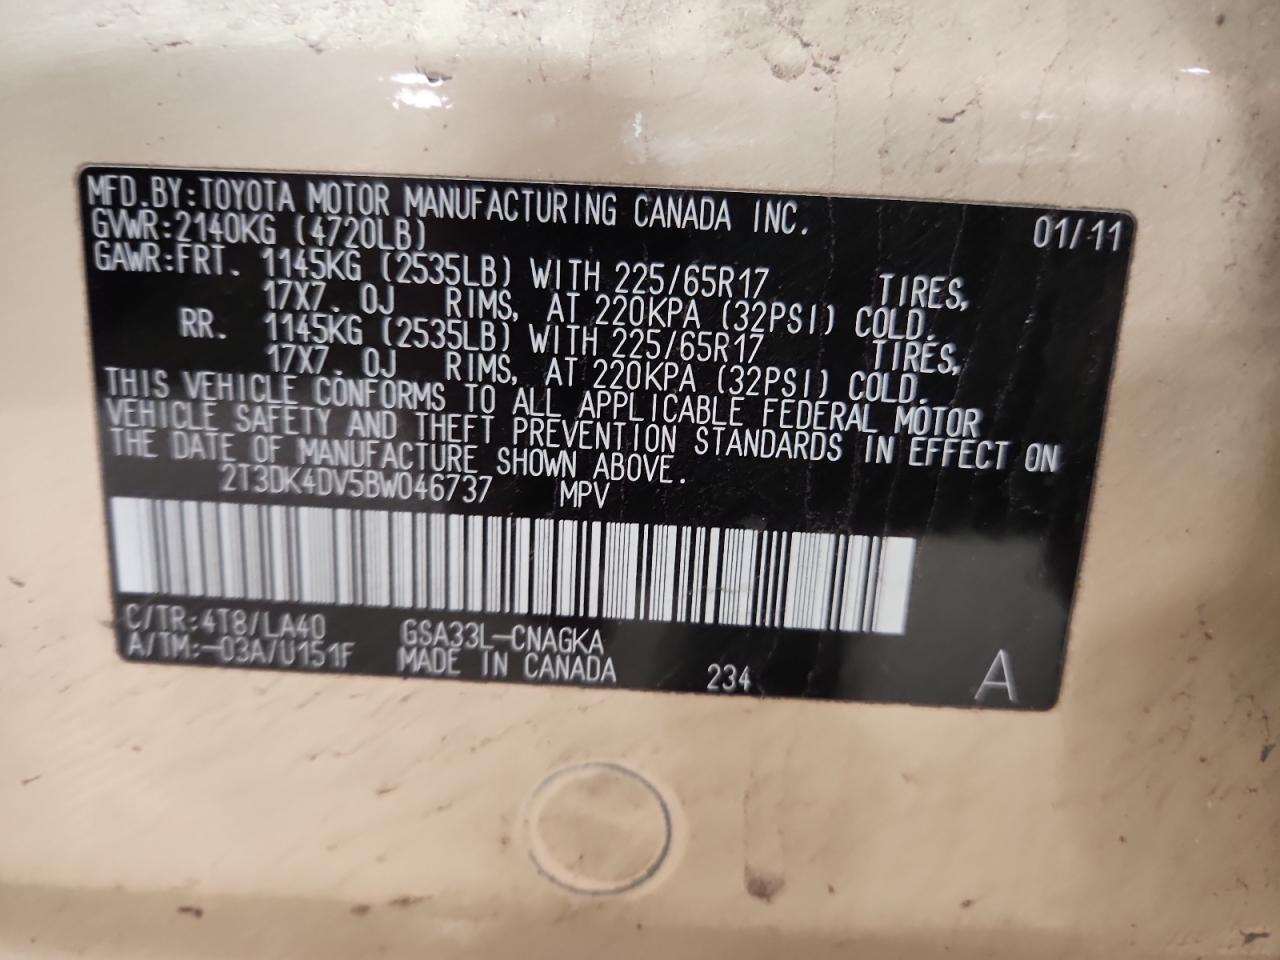 MFD.BY:TOYOTA MOTOR MANUFACTURING CANADA INC. 01/11
GVWR:2140KG (4720LB)
GAWR:FRT. 1145KG (2535LB) WITH 225/65R17 TIRES,
17X7.0J RIMS, AT 220KPA (32PSI) COLD.
RR. 1145KG (2535LB) WITH 225/65R17 TIRES,
17X7.0J RIMS, AT 220KPA (32PSI) COLD.
THIS VEHICLE CONFORMS TO ALL APPLICABLE FEDERAL MOTOR
VEHICLE SAFETY AND THEFT PREVENTION STANDARDS IN EFFECT ON
THE DATE OF MANUFACTURE SHOWN ABOVE.
2T3DK4DV5BW046737 MPV
C/TR:4T8/LA40 GSA33L-CNAGKA
A/TM:-03A/U151F MADE IN CANADA 234 A